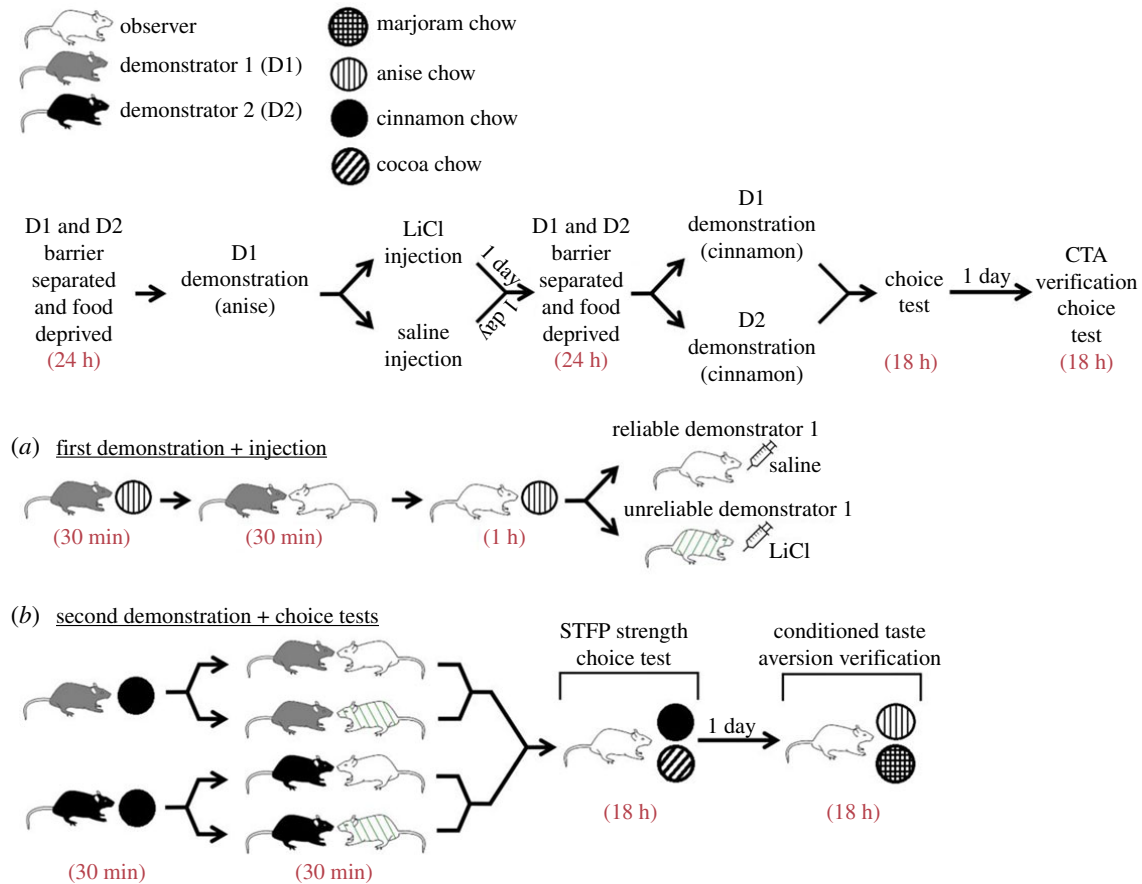 observer
demonstrator 1 (D1)
demonstrator 2 (D2)
marjoram chow
anise chow
cinnamon chow
cocoa chow
D1 and D2
barrier
separated
and food
deprived
(24 h)
D1
demonstration
(anise)
LiCl
injection
saline
injection
1 day
1 day
D1 and D2
barrier
separated
and food
deprived
(24 h)
D1
demonstration
(cinnamon)
D2
demonstration
(cinnamon)
choice
test
(18 h)
1 day
CTA
verification
choice
test
(18 h)
(a) first demonstration + injection
(30 min)
(30 min)
(1 h)
reliable demonstrator 1
saline
unreliable demonstrator 1
LiCl
(b) second demonstration + choice tests
(30 min)
(30 min)
STFP strength
choice test
(18 h)
1 day
conditioned taste
aversion verification
(18 h)